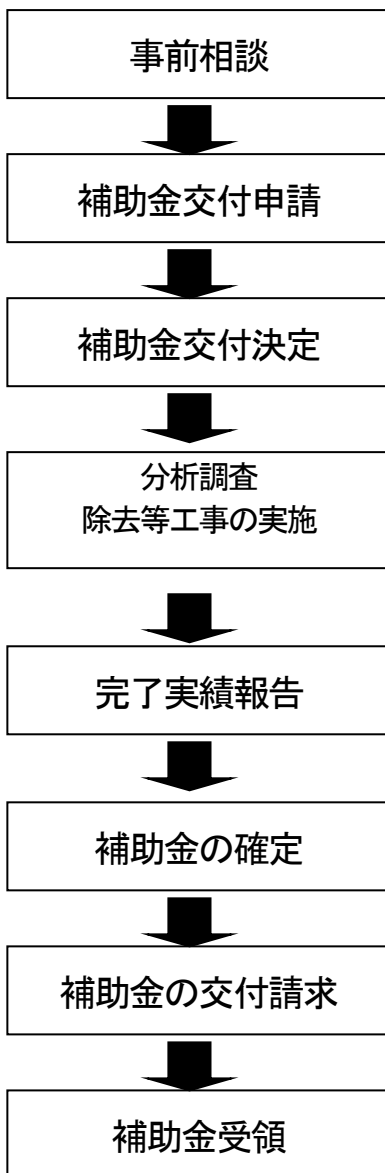 事前相談
補助金交付申請
補助金交付決定
分析調査
除去等工事の実施
完了実績報告
補助金の確定
補助金の交付請求
補助金受領